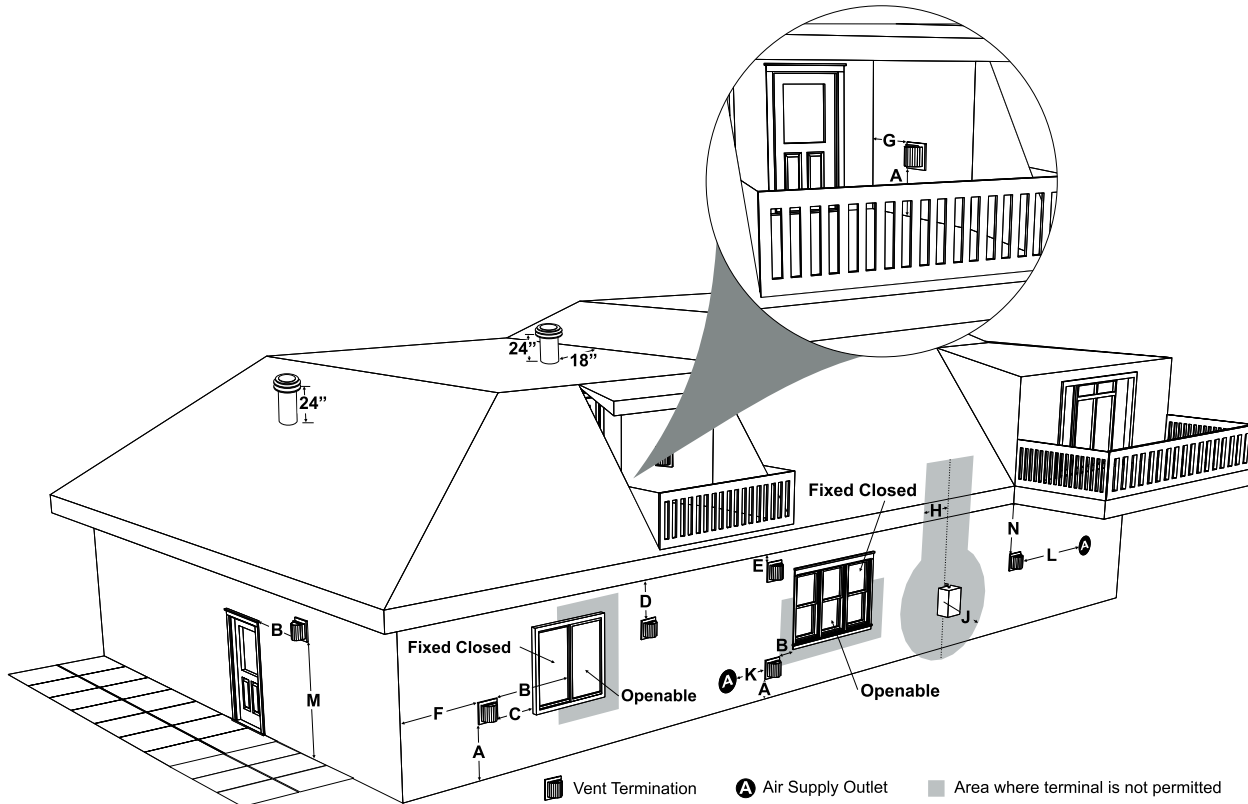 G
A
24”
18”
24”
Fixed Closed
H
N
E
L
A
D
J
B
Fixed Closed
B
K
A
A
Openable
B
Openable
M
F
C
A
Vent Termination
A Air Supply Outlet
Area where terminal is not permitted